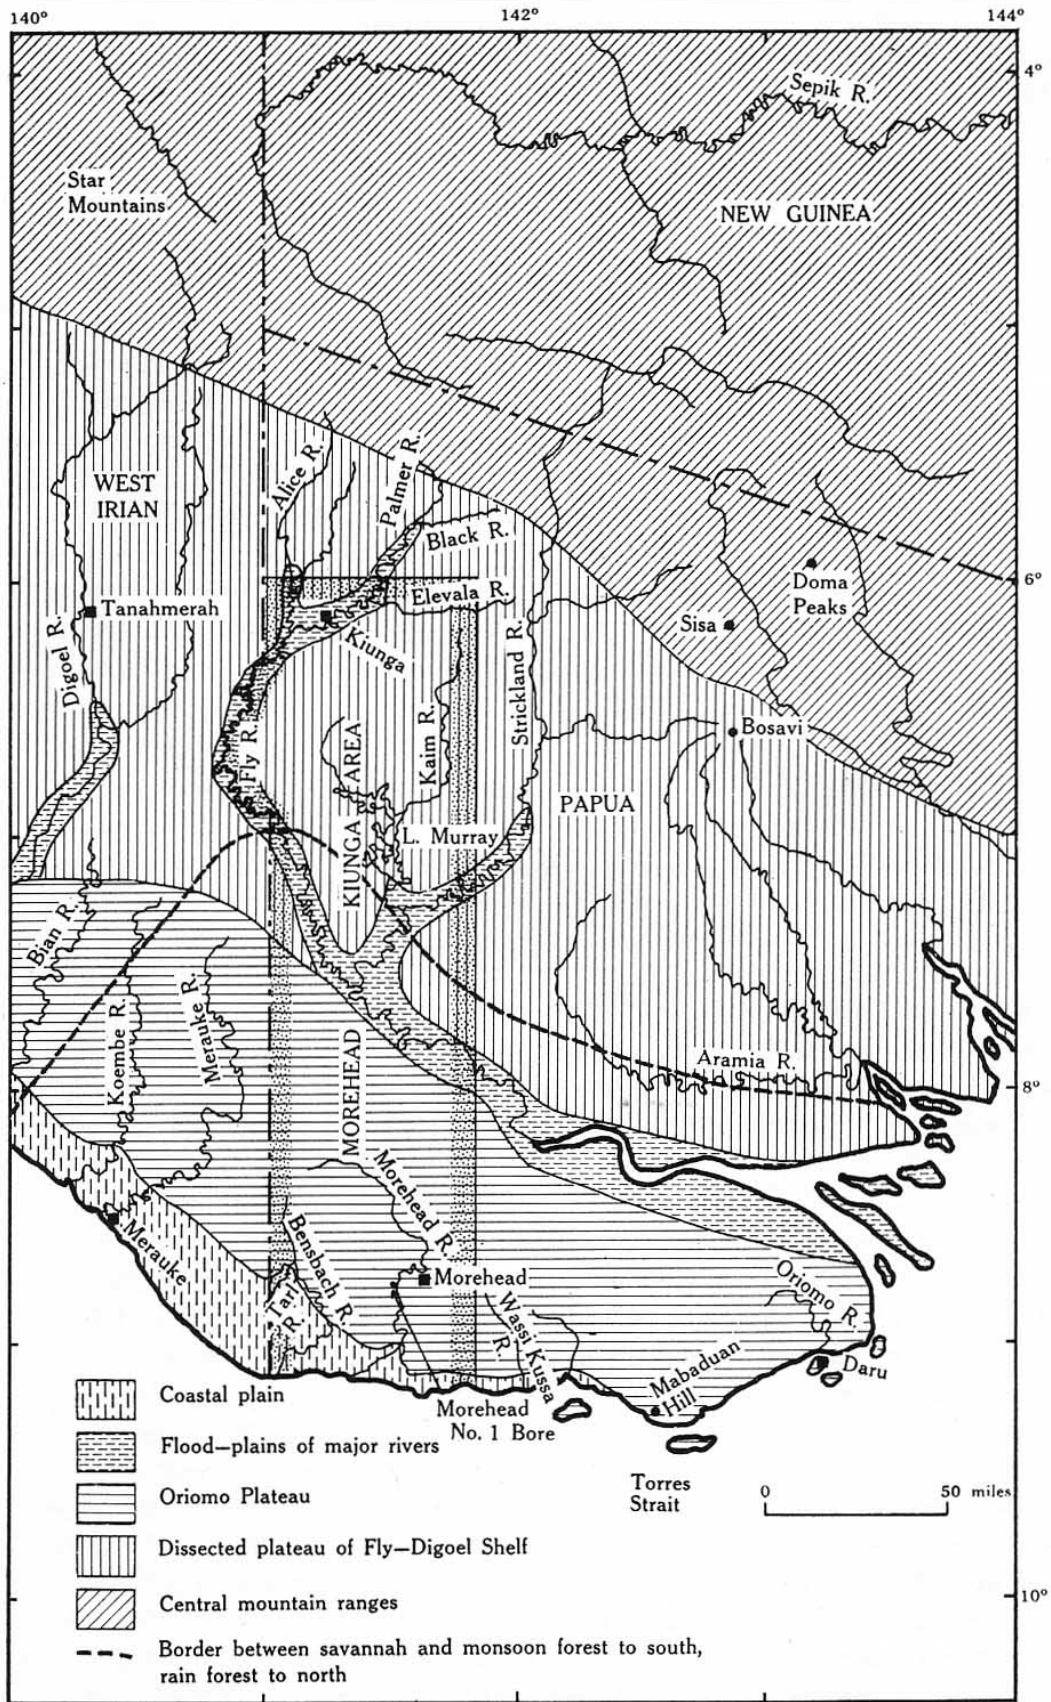 140°
142°
144°
4°
Sepik R.
Star
Mountains
NEW GUINEA
Alice R.
Palmer R.
WEST
IRIAN
Black R.
6°
Doma
Peaks
Elevala R.
Tanahmerah
Kiunga
Sisa
Digoel R.
Strickland R.
Fly R.
Kaim R.
Bosavi
KIUNGA AREA
PAPUA
L. Murray
Bian R.
Koembe R.
Merauke R.
MOREHEAD
Aramia R.
8°
Morehead R.
Merauke
Bensbach R.
Tarl
R.
Morehead
Wassi Kussa
R.
Oriomo R.
Daru
Mabaduan
Hill
Morehead
No. 1 Bore
Torres
Strait
0 50 miles
10°
Coastal plain
Flood—plains of major rivers
Oriomo Plateau
Dissected plateau of Fly—Digoel Shelf
Central mountain ranges
Border between savannah and monsoon forest to south,
rain forest to north